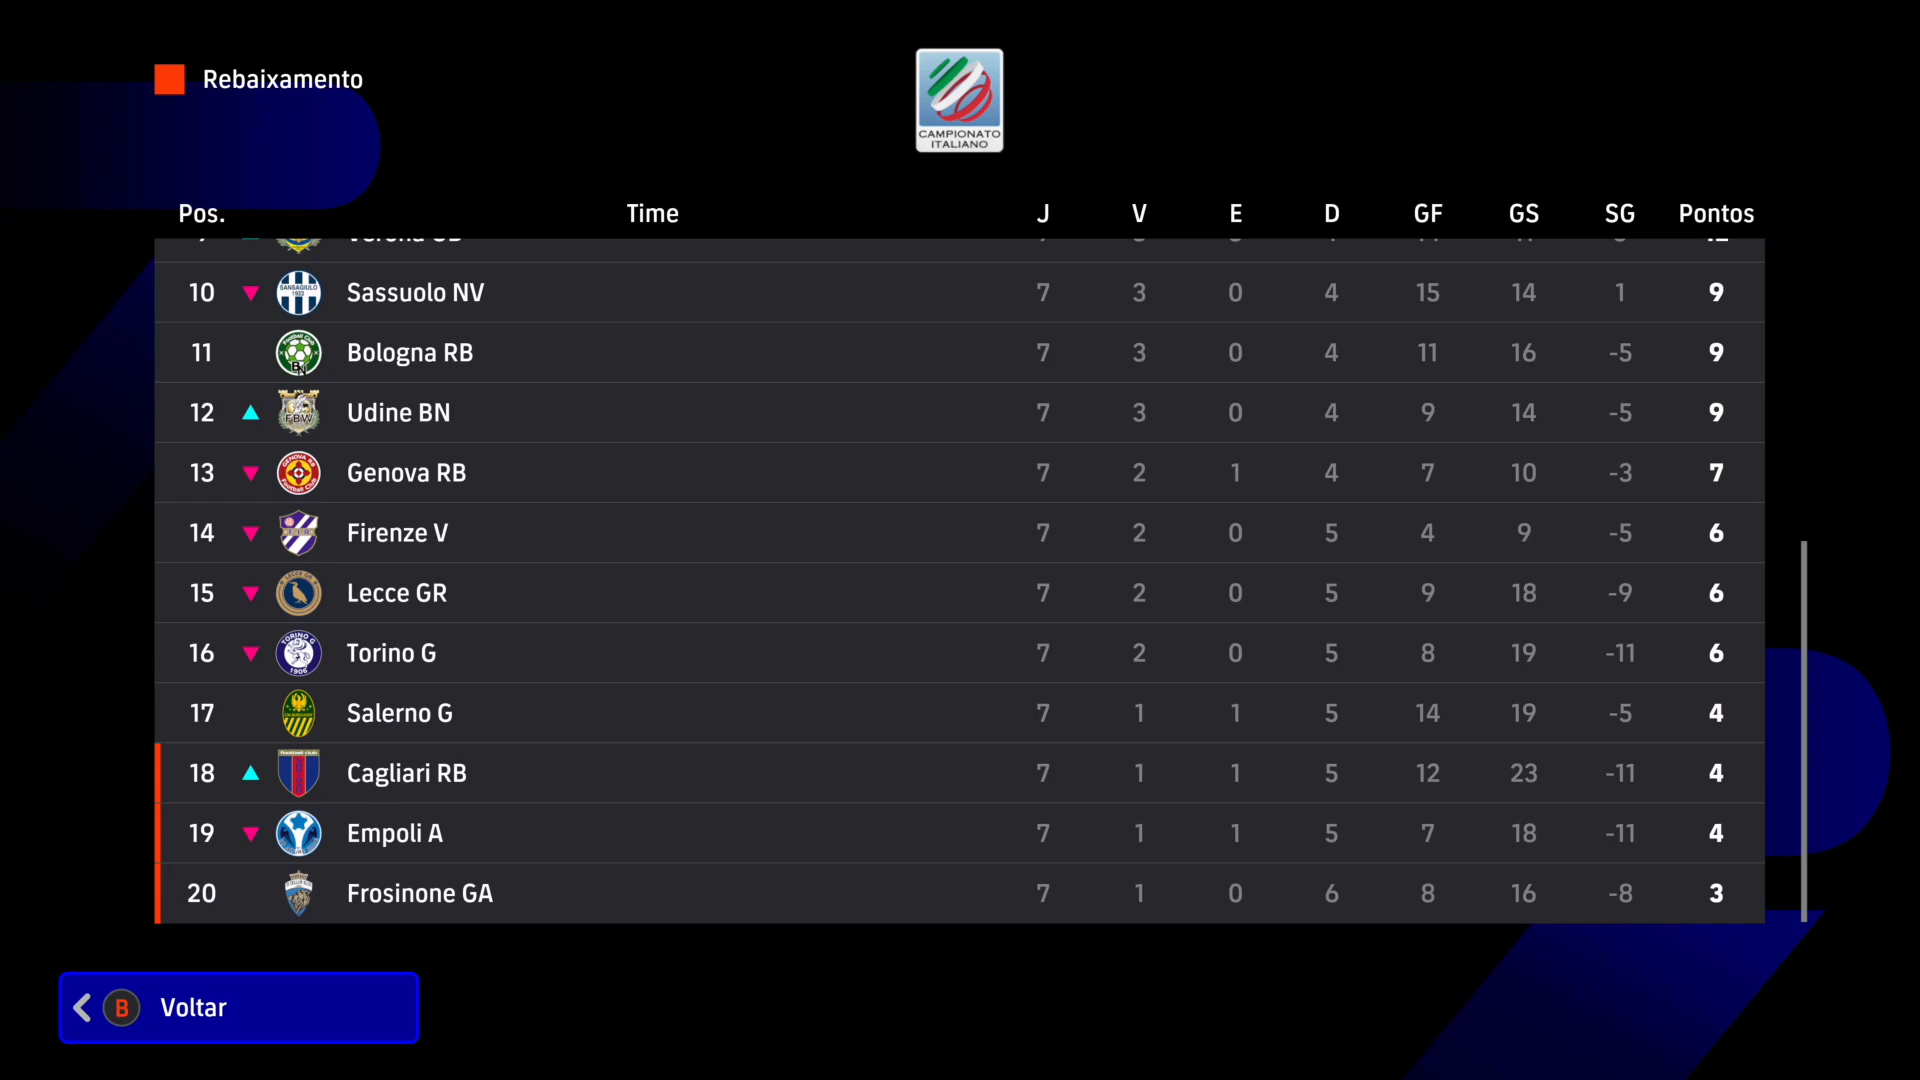 Rebaixamento
CAMPIONATO
ITALIANO
Pos. Time J V E D GF GS SG Pontos
10 Sassuolo NV 7 3 0 4 15 14 1 9
11 Bologna RB 7 3 0 4 11 16 -5 9
12 Udine BN 7 3 0 4 9 14 -5 9
13 Genova RB 7 2 1 4 7 10 -3 7
14 Firenze V 7 2 0 5 4 9 -5 6
15 Lecce GR 7 2 0 5 9 18 -9 6
16 Torino G 7 2 0 5 8 19 -11 6
17 Salerno G 7 1 1 5 14 19 -5 4
18 Cagliari RB 7 1 1 5 12 23 -11 4
19 Empoli A 7 1 1 5 7 18 -11 4
20 Frosinone GA 7 1 0 6 8 16 -8 3
B Voltar